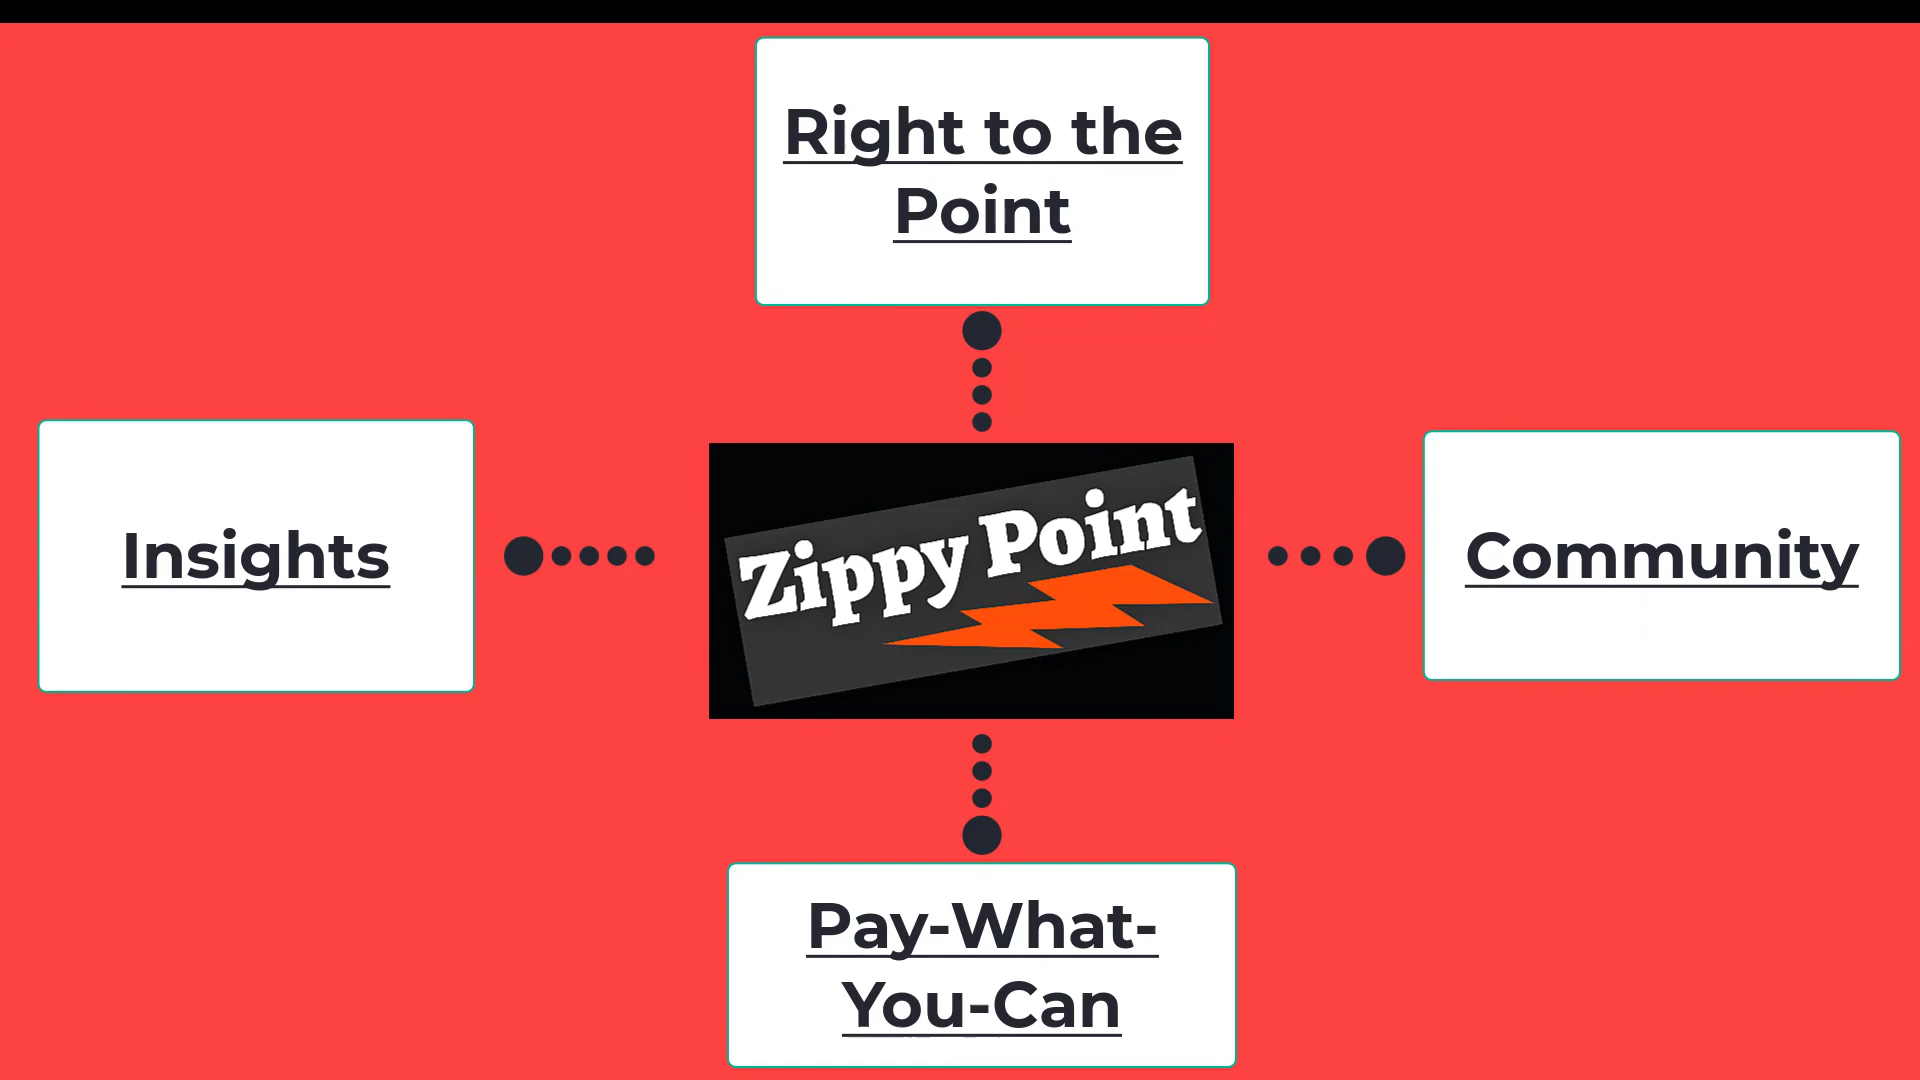 Right to the
Point
Insights
Zippy Point
Community
Pay-What-
You-Can